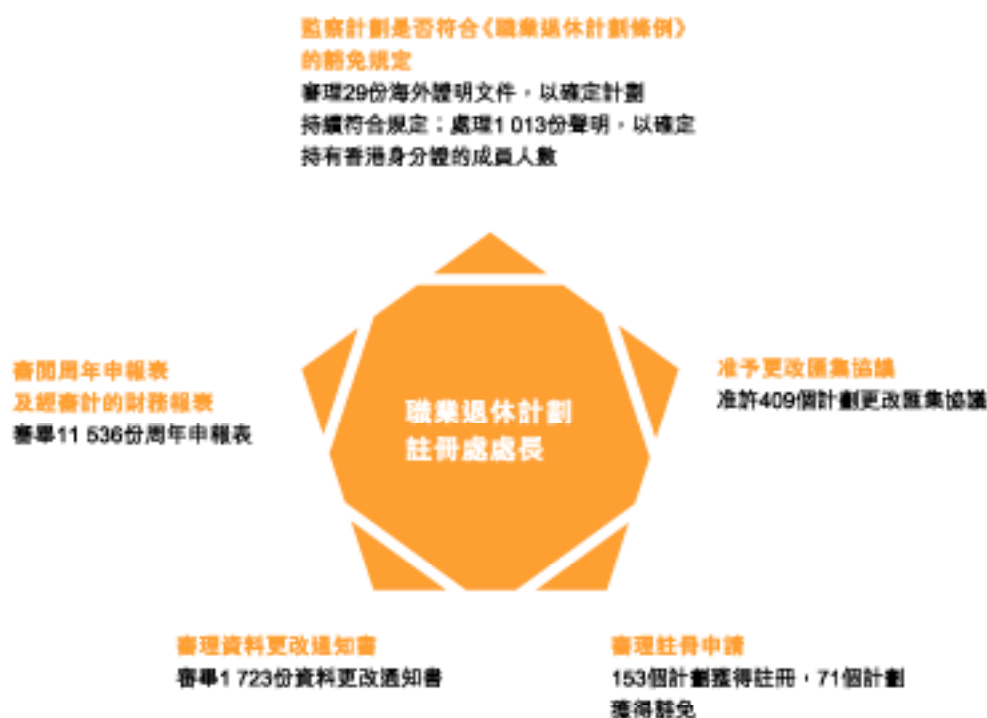 監察計劃是否符合《職業退休計劃條例》
的豁免規定
審理29份海外證明文件，以確定計劃
持續符合規定；處理1 013份聲明，以確定
持有香港身分證的成員人數
審閱周年申報表
及經審計的財務報表
審畢11 536份周年申報表
准予更改匯集協議
准許409個計劃更改匯集協議
職業退休計劃
註冊處處長
審理資料更改通知書
審畢1 723份資料更改通知書
審理註冊申請
153個計劃獲得註冊，71個計劃
獲得豁免